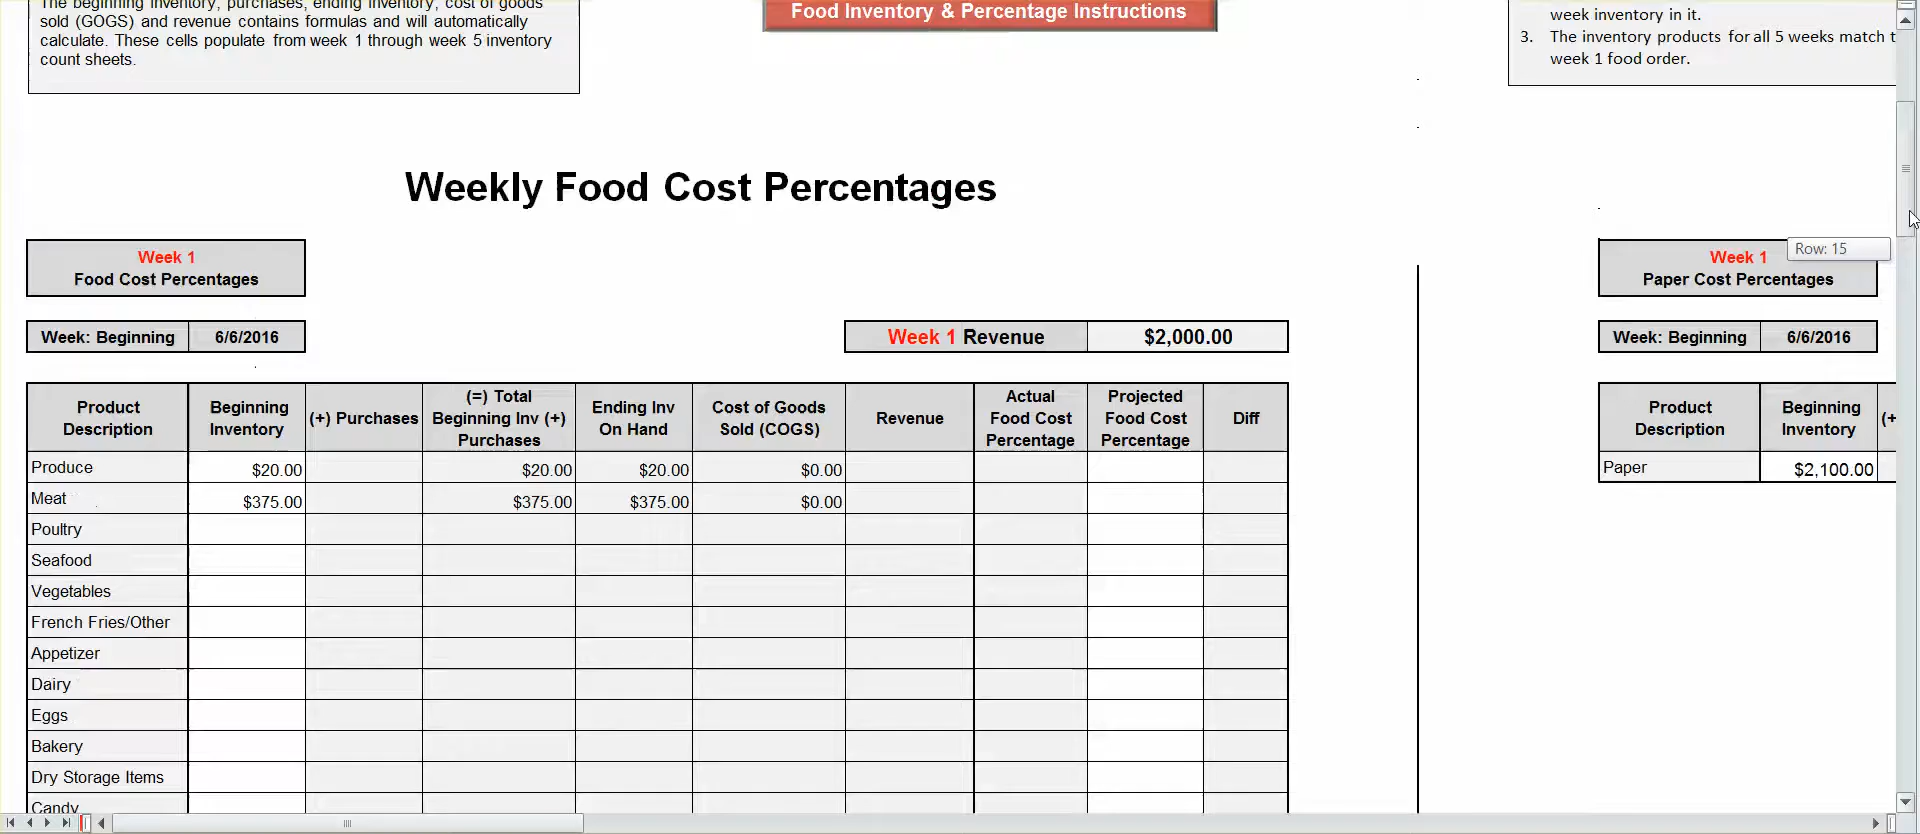 The beginning inventory, purchases, ending inventory, cost of goods
sold (GOGS) and revenue contains formulas and will automatically
calculate. These cells populate from week 1 through week 5 inventory
count sheets.
Food Inventory & Percentage Instructions
week inventory in it.
3. The inventory products for all 5 weeks match t
week 1 food order.
Weekly Food Cost Percentages
Week 1
Food Cost Percentages
Week: Beginning 6/6/2016
Week 1 Revenue $2,000.00
Row: 15
Week 1
Paper Cost Percentages
Week: Beginning 6/6/2016
Product Description
Beginning Inventory
(+) Purchases
(=) Total Beginning Inv (+) Purchases
Ending Inv On Hand
Cost of Goods Sold (COGS)
Revenue
Actual Food Cost Percentage
Projected Food Cost Percentage
Diff
Produce $20.00 $20.00 $20.00 $0.00
Meat $375.00 $375.00 $375.00 $0.00
Poultry
Seafood
Vegetables
French Fries/Other
Appetizer
Dairy
Eggs
Bakery
Dry Storage Items
Candy
Product Description
Beginning Inventory
(+
Paper $2,100.00